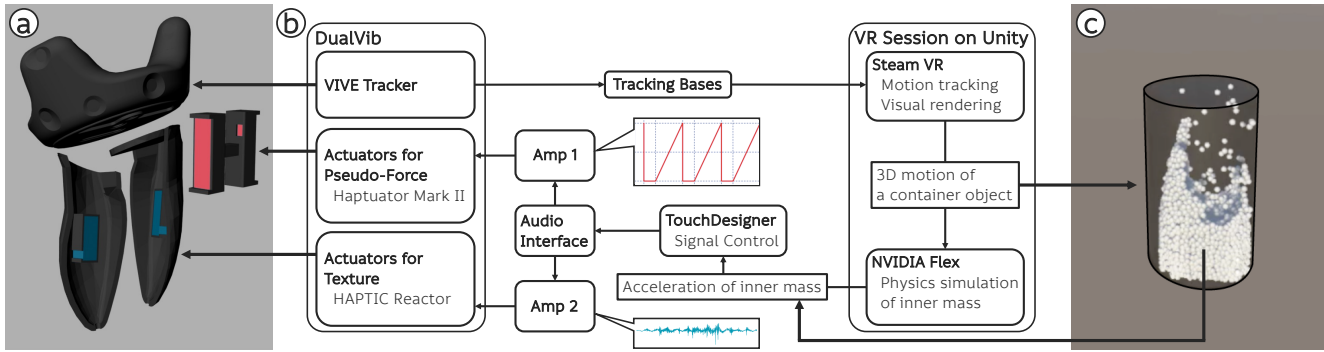 a
b
DualVib
VIVE Tracker
Actuators for
Pseudo-Force
Haptuator Mark II
Actuators for
Texture
HAPTIC Reactor
Tracking Bases
Amp 1
Audio
Interface
Amp 2
TouchDesigner
Signal Control
Acceleration of inner mass
VR Session on Unity
Steam VR
Motion tracking
Visual rendering
3D motion of
a container object
NVIDIA Flex
Physics simulation
of inner mass
c